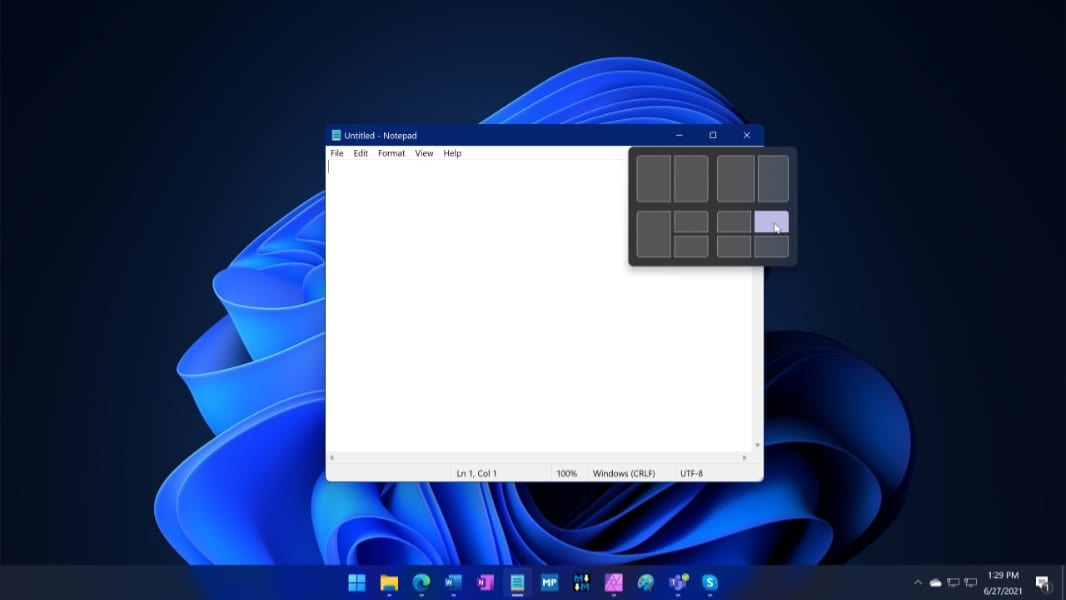 Untitled - Notepad
File Edit Format View Help
Ln 1, Col 1 100% Windows (CRLF) UTF-8
MP
1:29 PM
6/27/2021
1